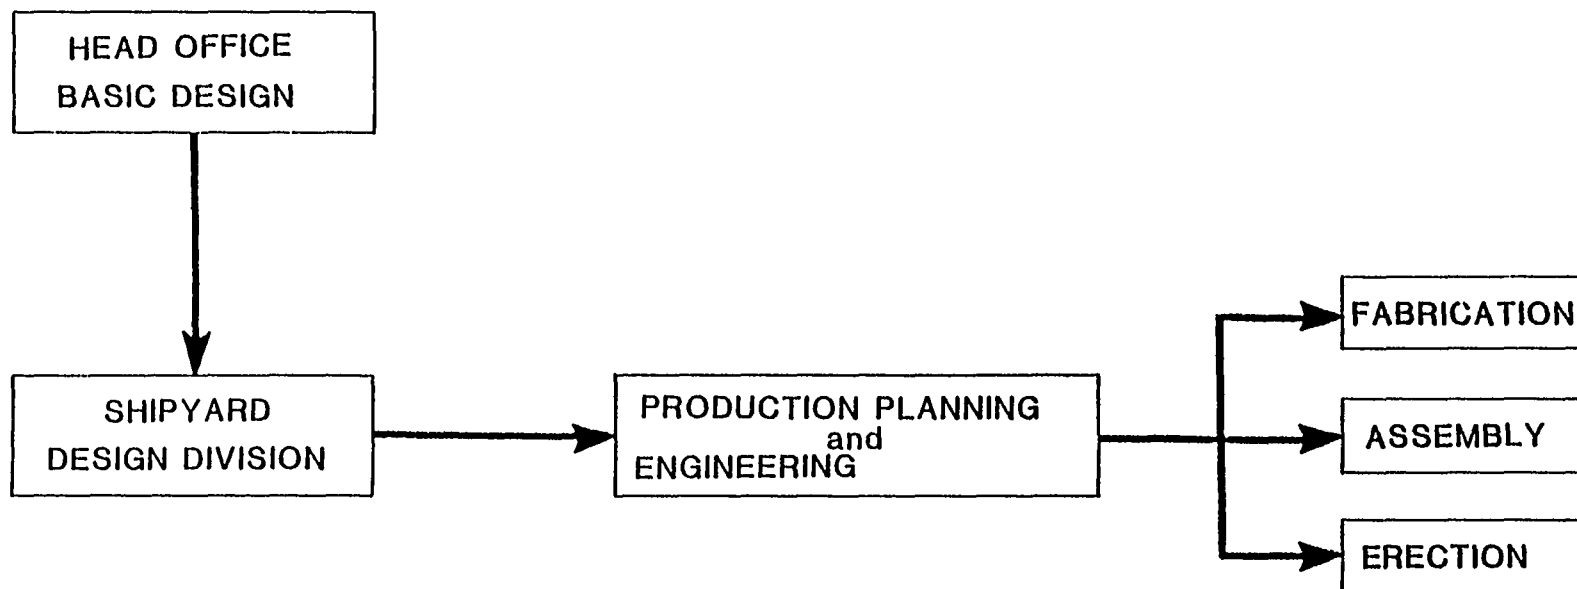 HEAD OFFICE
BASIC DESIGN
SHIPYARD
DESIGN DIVISION
PRODUCTION PLANNING
and
ENGINEERING
FABRICATION
ASSEMBLY
ERECTION